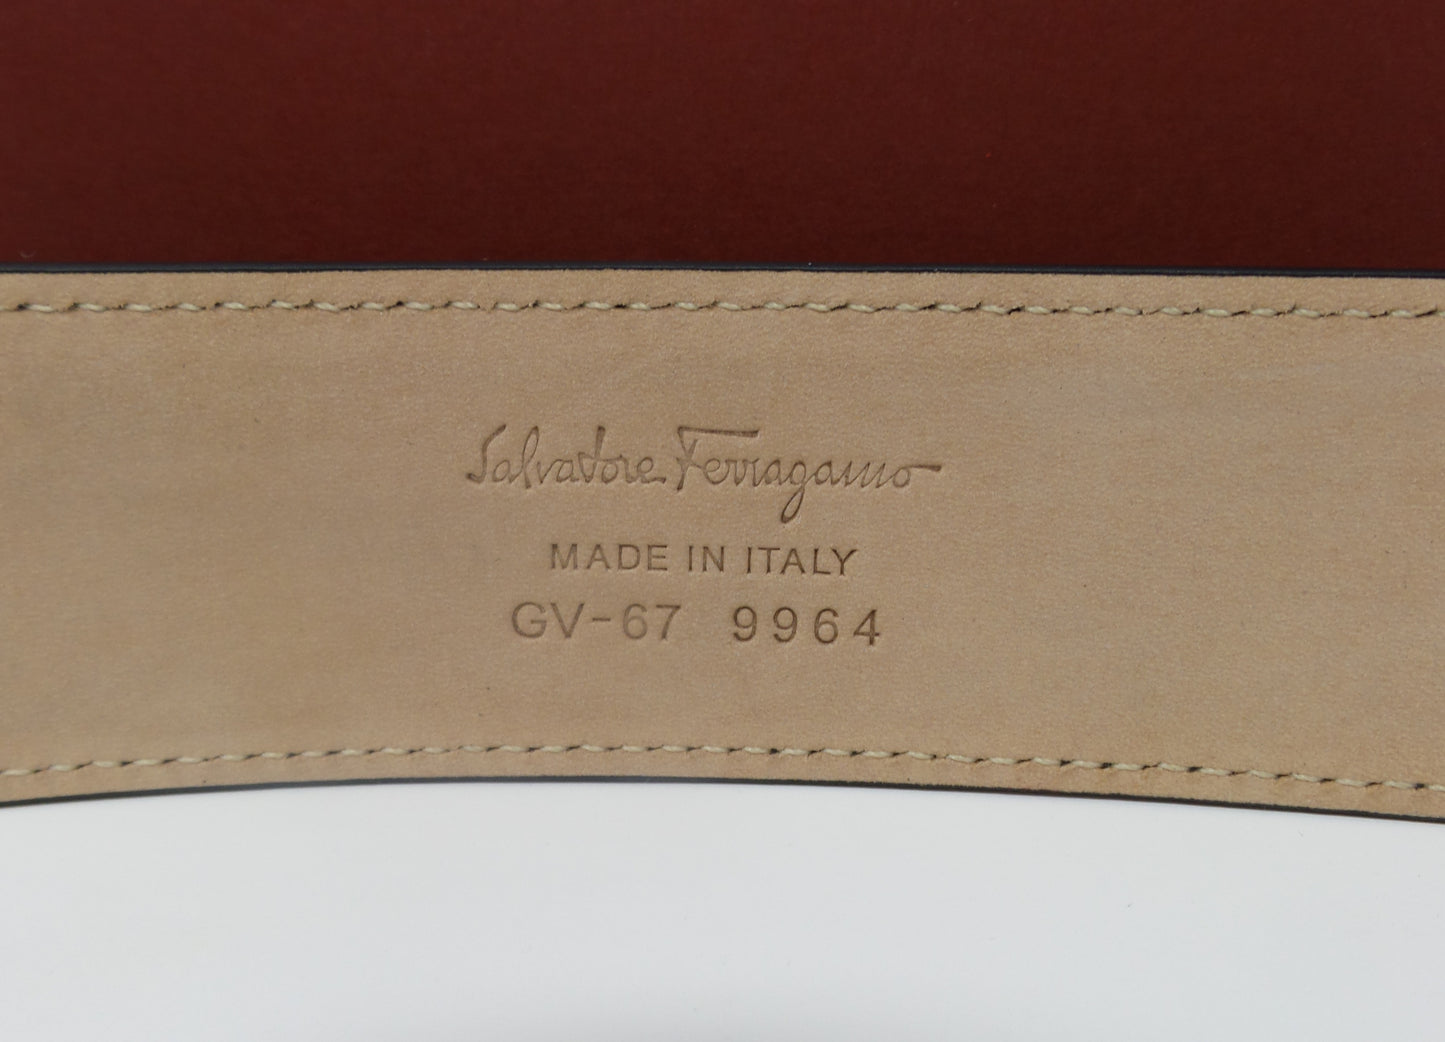 Salvatore Ferragamo
MADE IN ITALY
GV-67 9964